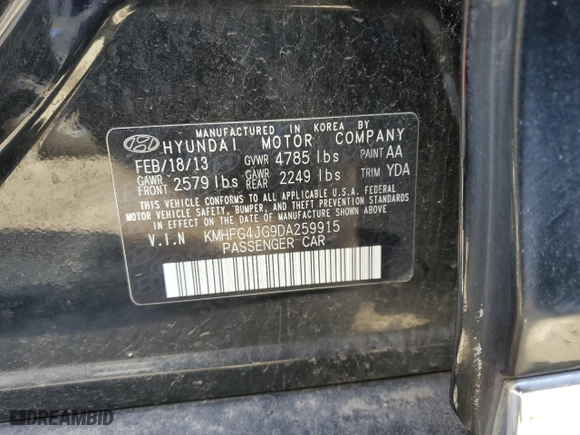 MANUFACTURED IN KOREA BY
HYUNDAI MOTOR COMPANY
FEB/18/13 GVWR 4785 lbs PAINT AA
GAWR FRONT 2579 lbs GAWR REAR 2249 lbs TRIM YDA
THIS VEHICLE CONFORMS TO ALL APPLICABLE U.S.A. FEDERAL
MOTOR VEHICLE SAFETY, BUMPER, AND THEFT PREVENTION STANDARDS
IN EFFECT ON THE DATE OF MANUFACTURE SHOWN ABOVE.
V.I.N KMHFG4JG9DA259915
PASSENGER CAR
DREAMBID